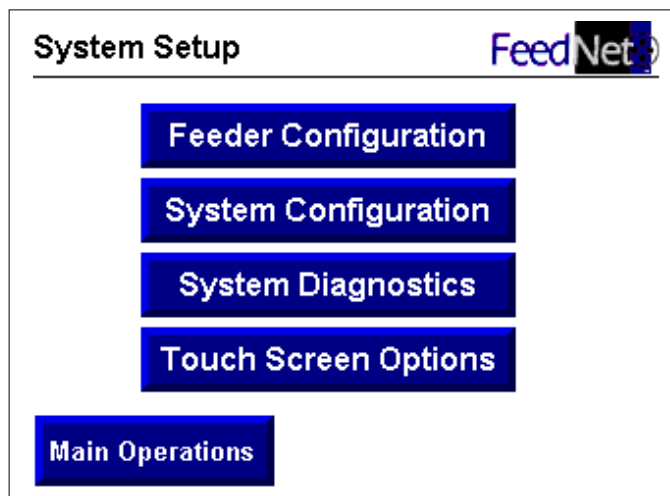 System Setup
FeedNet
Feeder Configuration
System Configuration
System Diagnostics
Touch Screen Options
Main Operations